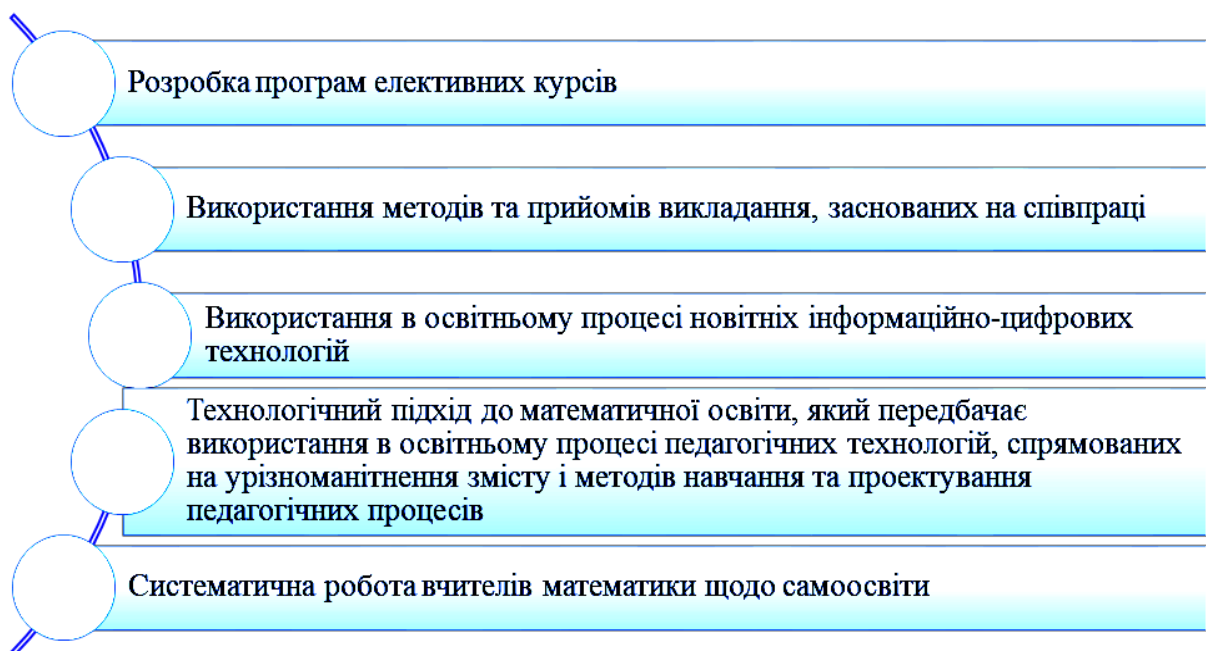 Розробка програм елективних курсів
Використання методів та прийомів викладання, заснованих на співпраці
Використання в освітньому процесі новітніх інформаційно-цифрових
технологій
Технологічний підхід до математичної освіти, який передбачає
використання в освітньому процесі педагогічних технологій, спрямованих
на урізноманітнення змісту і методів навчання та проектування
педагогічних процесів
Систематична робота вчителів математики щодо самоосвіти